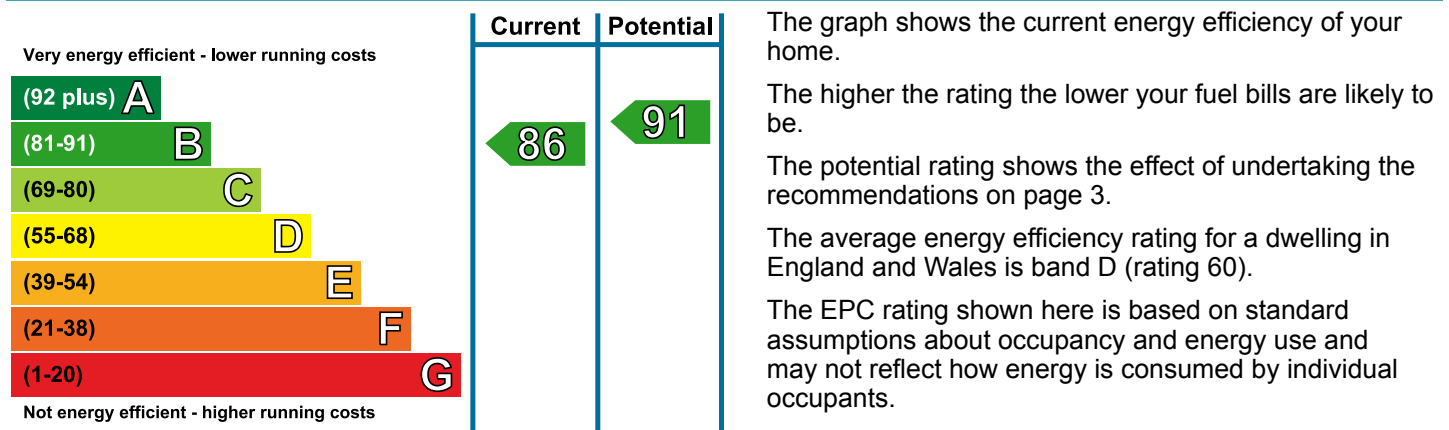 Current Potential
Very energy efficient - lower running costs
(92 plus) A
(81-91) B
(69-80) C
(55-68) D
(39-54) E
(21-38) F
(1-20) G
Not energy efficient - higher running costs
86
91
The graph shows the current energy efficiency of your
home.
The higher the rating the lower your fuel bills are likely to
be.
The potential rating shows the effect of undertaking the
recommendations on page 3.
The average energy efficiency rating for a dwelling in
England and Wales is band D (rating 60).
The EPC rating shown here is based on standard
assumptions about occupancy and energy use and
may not reflect how energy is consumed by individual
occupants.